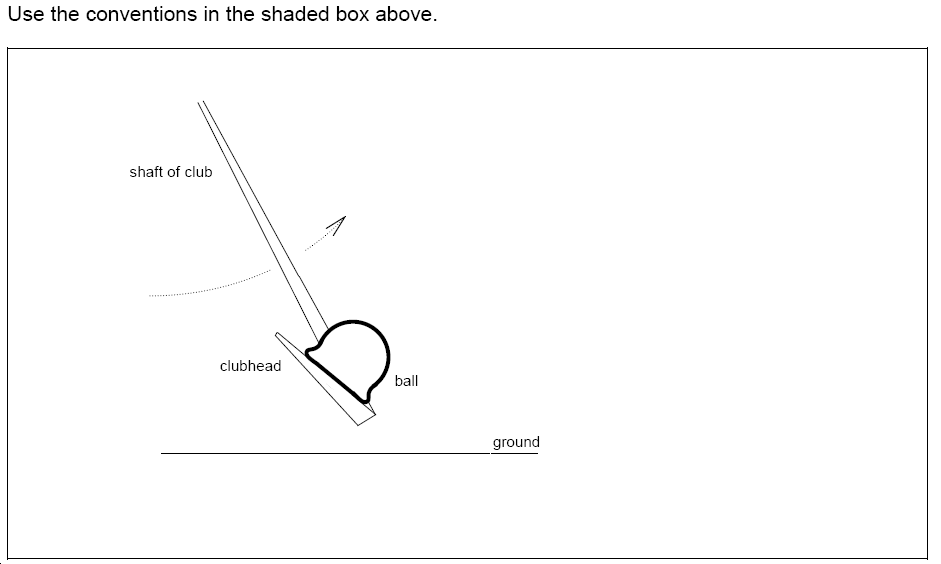 Use the conventions in the shaded box above.
shaft of club
clubhead
ball
ground